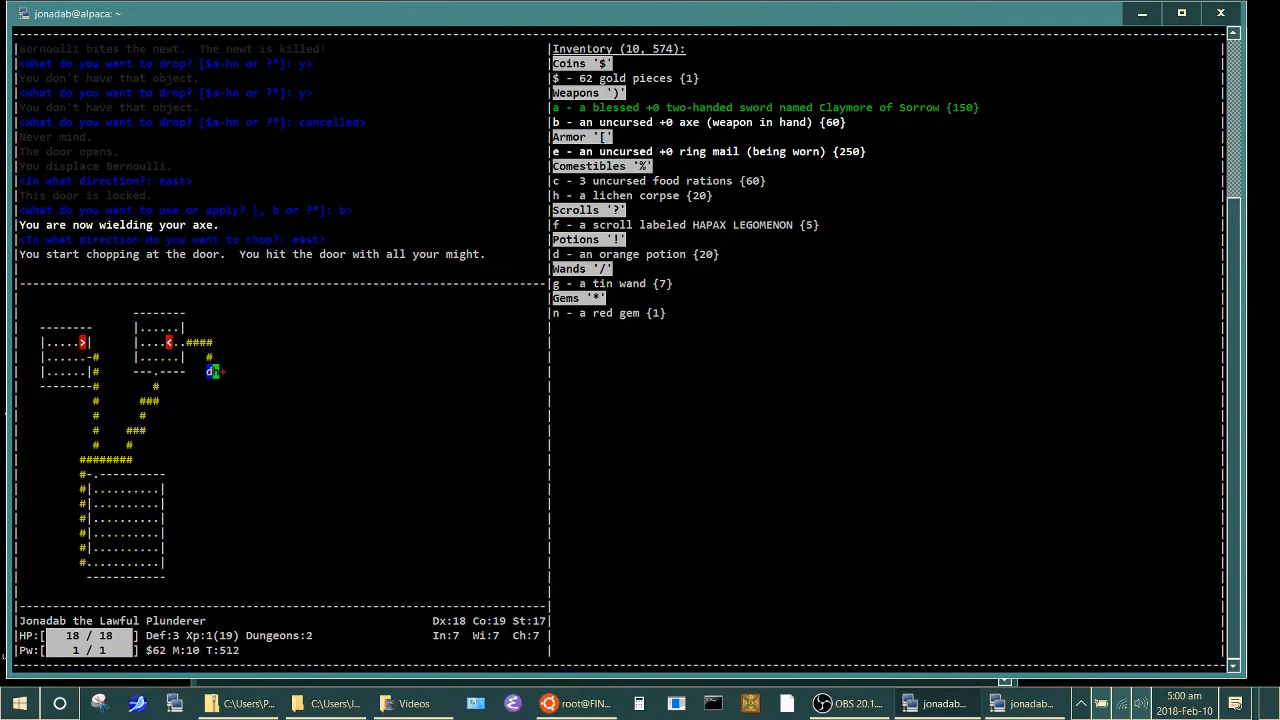 jonadab@alpaca: ~
Bernoulli bites the newt.  The newt is killed!
<What do you want to drop? [$a-hn or ?*]: y>
You don't have that object.
<What do you want to drop? [$a-hn or ?*]: y>
You don't have that object.
<What do you want to drop? [$a-hn or ?*]: cancelled>
Never mind.
The door opens.
You displace Bernoulli.
<In what direction?: east>
This door is locked.
<What do you want to use or apply? [, b or ?*]: b>
You are now wielding your axe.
<In what direction do you want to chop?: east>
You start chopping at the door.  You hit the door with all your might.
Inventory (10, 574):
Coins '$'
$ - 62 gold pieces {1}
Weapons ')'
a - a blessed +0 two-handed sword named Claymore of Sorrow {150}
b - an uncursed +0 axe (weapon in hand) {60}
Armor '['
e - an uncursed +0 ring mail (being worn) {250}
Comestibles '%'
c - 3 uncursed food rations {60}
h - a lichen corpse {20}
Scrolls '?'
f - a scroll labeled HAPAX LEGOMENON {5}
Potions '!'
d - an orange potion {20}
Wands '/'
g - a tin wand {7}
Gems '*'
n - a red gem {1}
Jonadab the Lawful Plunderer Dx:18 Co:19 St:17
HP:[ 18 / 18 ] Def:3 Xp:1(19) Dungeons:2 In:7 Wi:7 Ch:7
Pw:[ 1 / 1 ] $62 M:10 T:512
C:\Users\P...
C:\Users\J...
Videos
root@FIN...
OBS 20.1....
jonadab...
jonadab...
5:00 am
2018-Feb-10